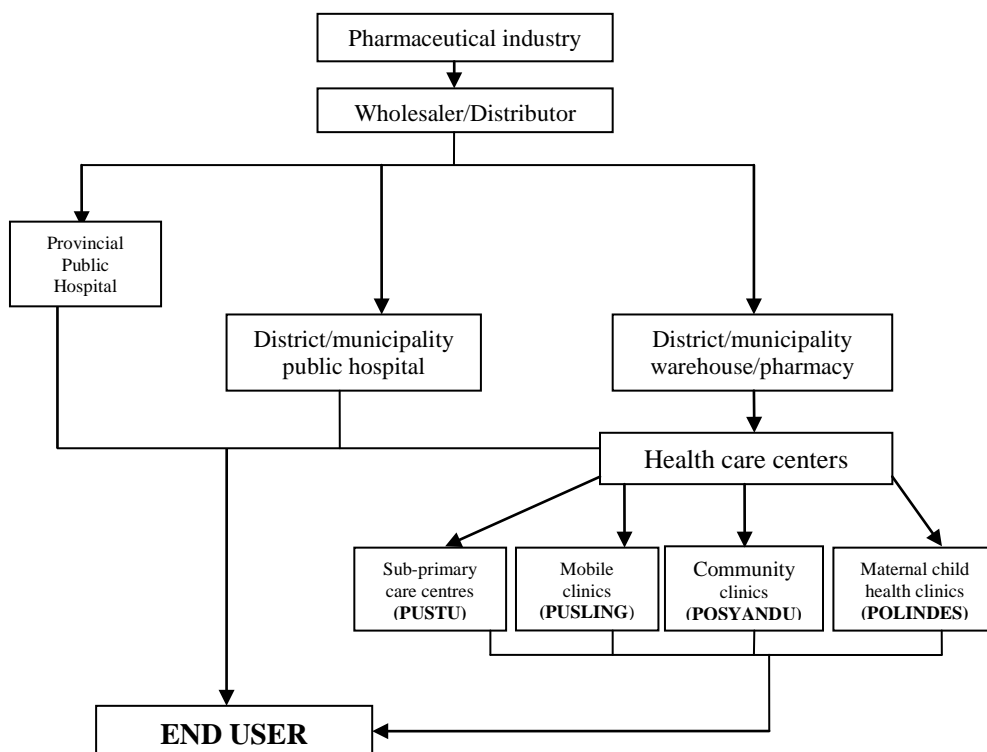 Pharmaceutical industry
Wholesaler/Distributor
Provincial
Public
Hospital
District/municipality
public hospital
District/municipality
warehouse/pharmacy
Health care centers
Sub-primary
care centres
(PUSTU)
Mobile
clinics
(PUSLING)
Community
clinics
(POSYANDU)
Maternal child
health clinics
(POLINDES)
END USER